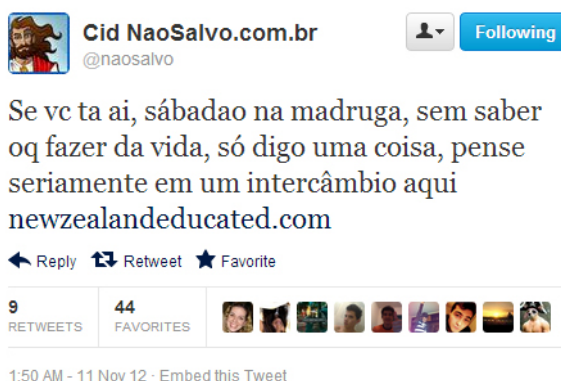 Cid NaoSalvo.com.br
Following
@naosalvo
Se vc ta ai, sábadao na madruga, sem saber
oq fazer da vida, só digo uma coisa, pense
seriamente em um intercâmbio aqui
newzealandeducated.com
Reply Retweet Favorite
9 44
RETWEETS FAVORITES
1:50 AM - 11 Nov 12 · Embed this Tweet